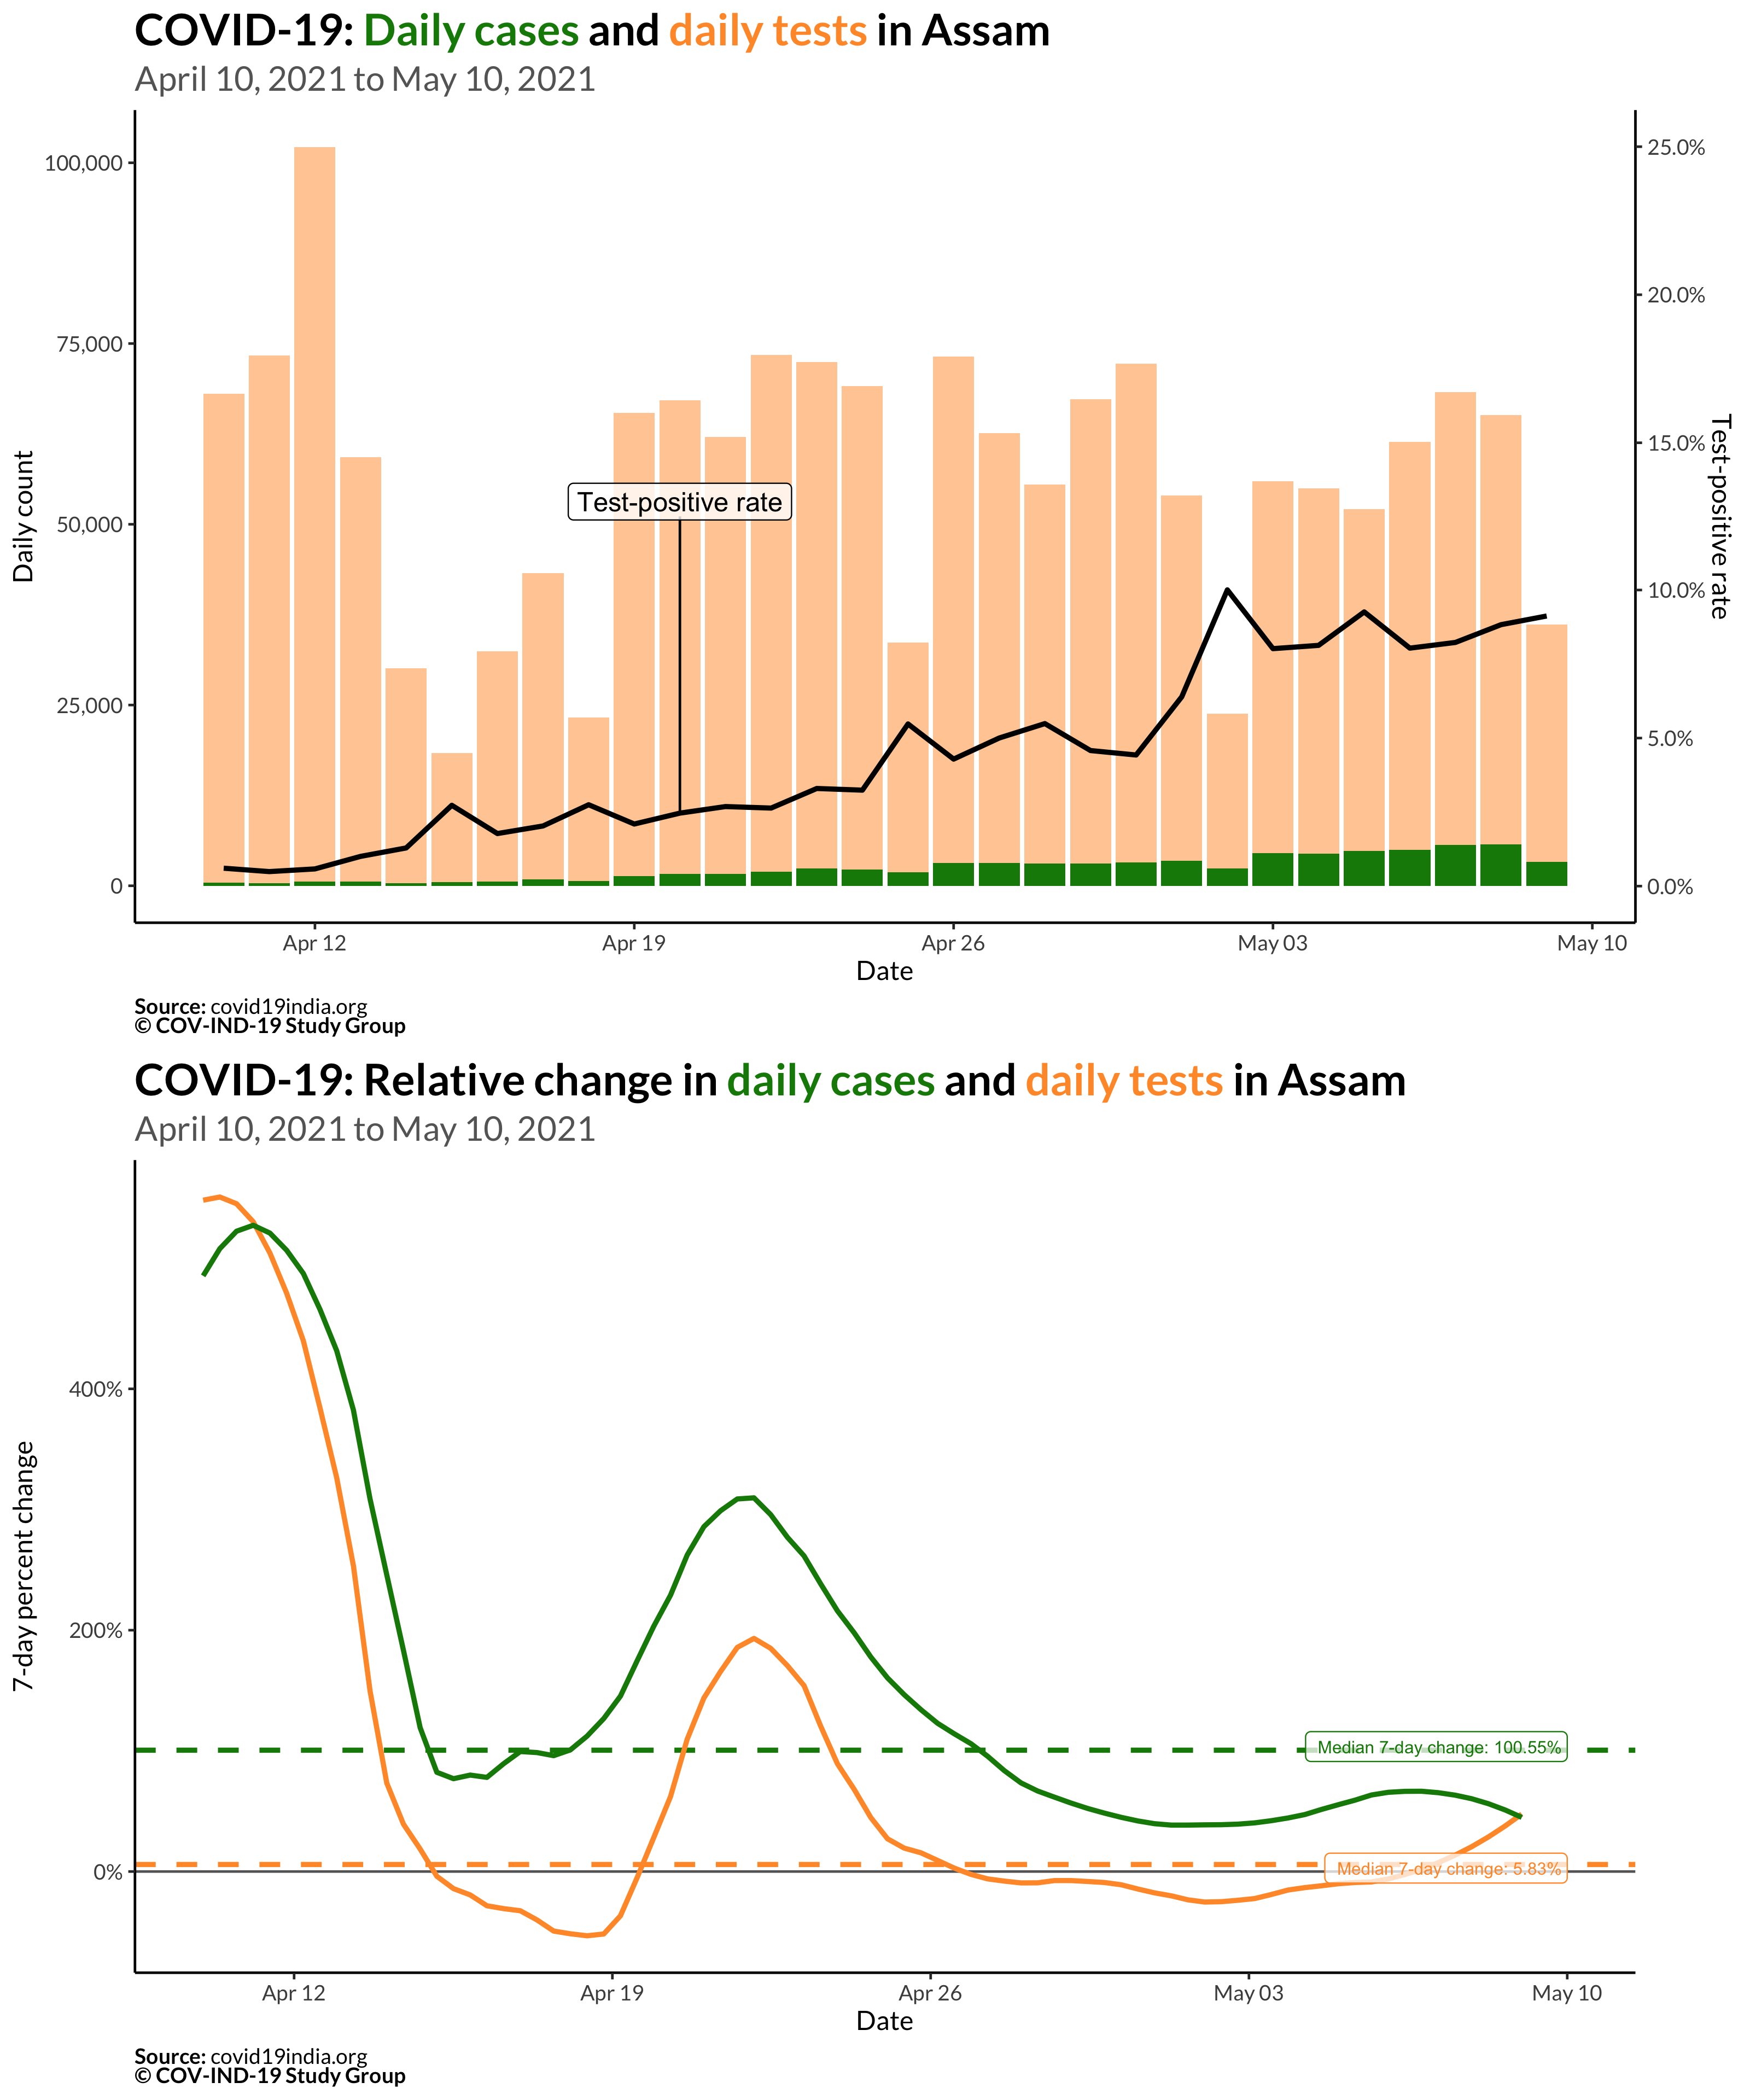 COVID-19: Daily cases and daily tests in Assam
April 10, 2021 to May 10, 2021
100,000
75,000
50,000
25,000
0
Daily count
25.0%
20.0%
15.0%
10.0%
5.0%
0.0%
Test-positive rate
Test-positive rate
Apr 12
Apr 19
Apr 26
May 03
May 10
Date
Source: covid19india.org
© COV-IND-19 Study Group
COVID-19: Relative change in daily cases and daily tests in Assam
April 10, 2021 to May 10, 2021
400%
200%
0%
7-day percent change
Median 7-day change: 100.55%
Median 7-day change: 5.83%
Apr 12
Apr 19
Apr 26
May 03
May 10
Date
Source: covid19india.org
© COV-IND-19 Study Group